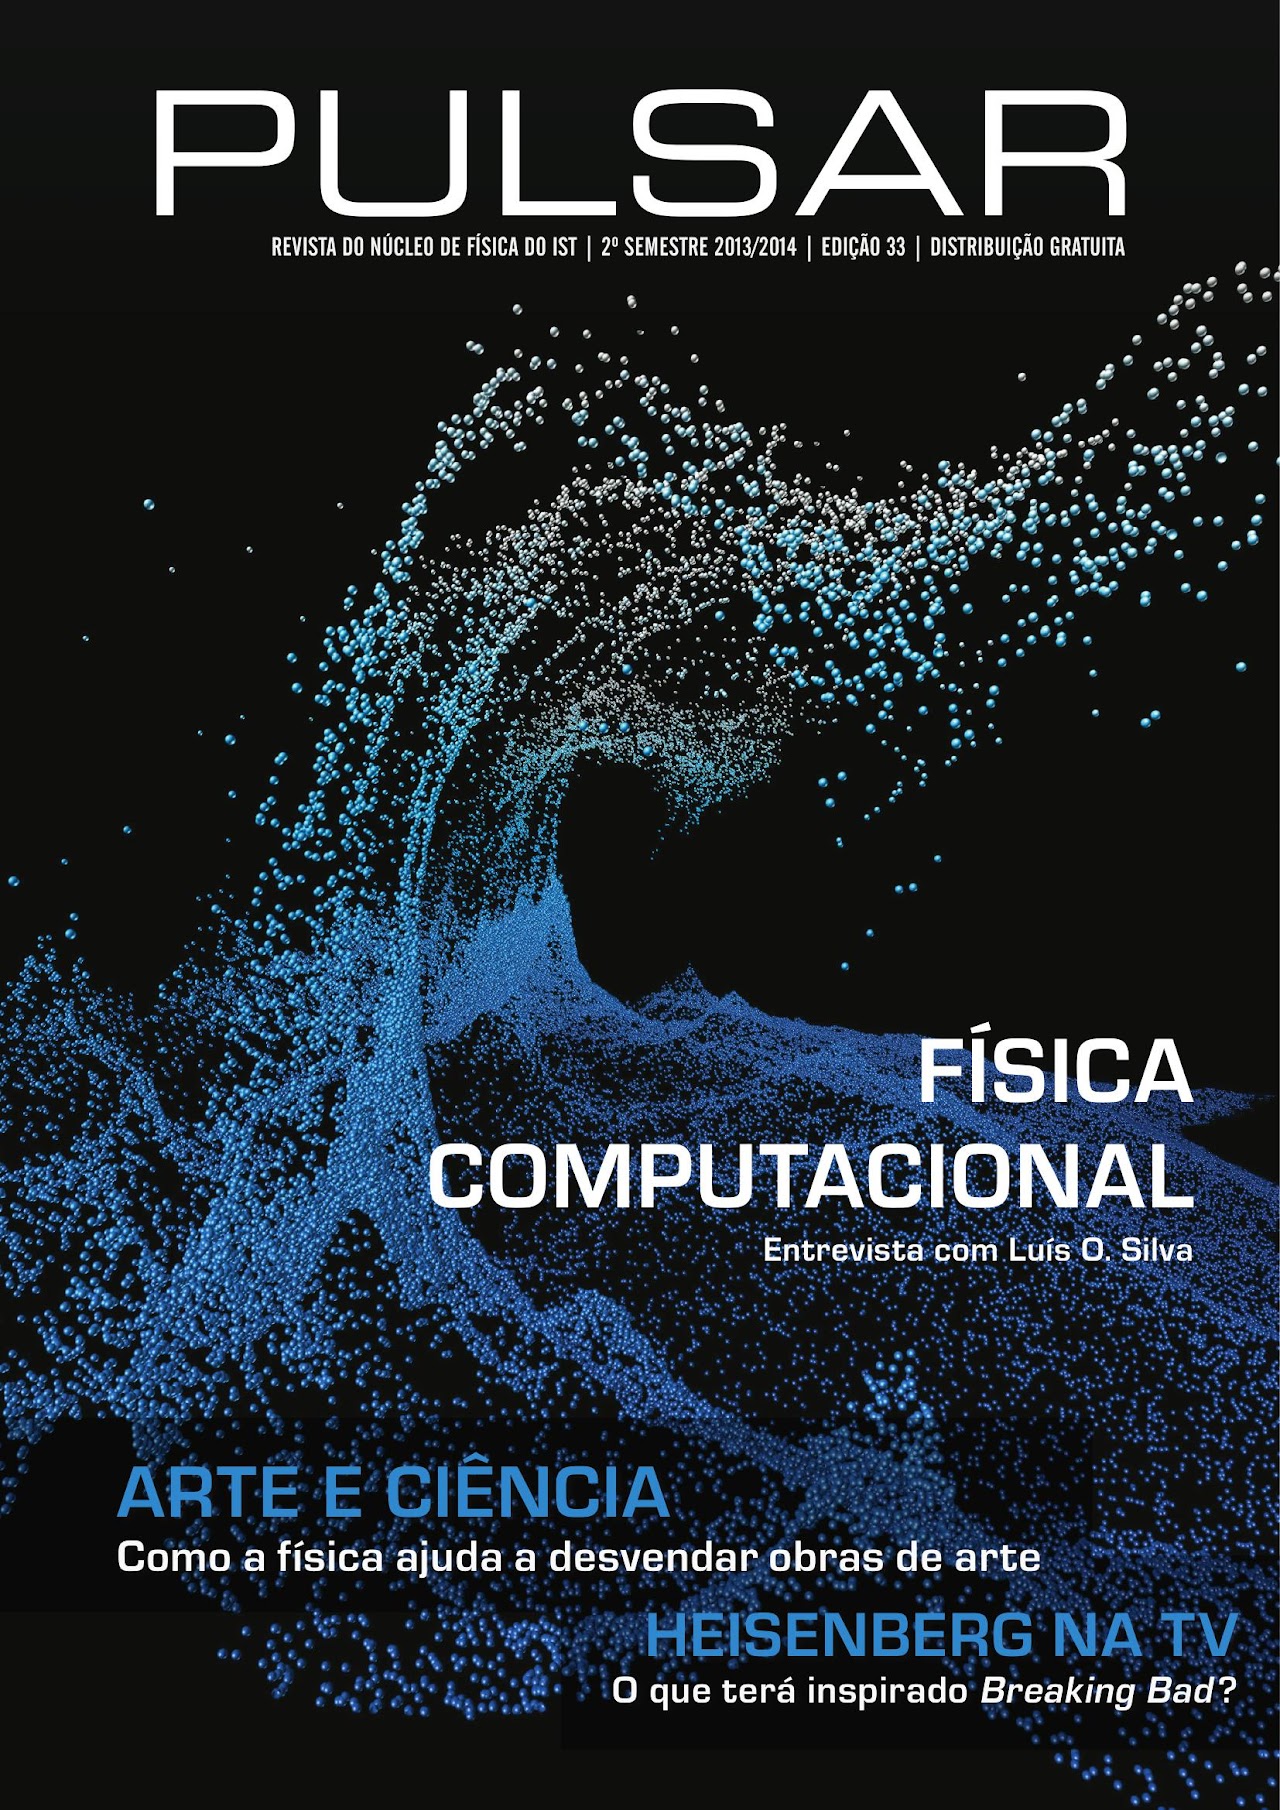 PULSAR
REVISTA DO NÚCLEO DE FÍSICA DO IST | 2º SEMESTRE 2013/2014 | EDIÇÃO 33 | DISTRIBUIÇÃO GRATUITA
FÍSICA
COMPUTACIONAL
Entrevista com Luís O. Silva
ARTE E CIÊNCIA
Como a física ajuda a desvendar obras de arte
HEISENBERG NA TV
O que terá inspirado Breaking Bad?